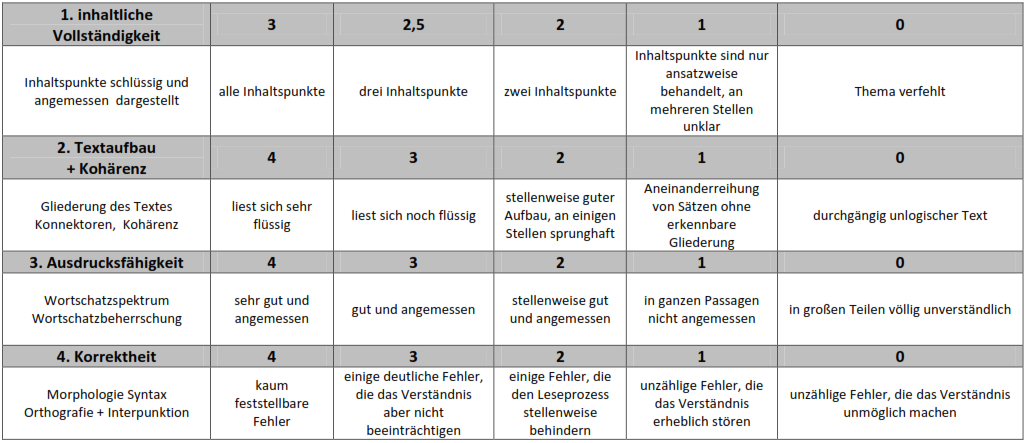 1. inhaltliche
Vollständigkeit
3
2,5
2
1
0
Inhaltspunkte schlüssig und
angemessen dargestellt
alle Inhaltspunkte
drei Inhaltspunkte
zwei Inhaltspunkte
Inhaltspunkte sind nur
ansatzweise
behandelt, an
mehreren Stellen
unklar
Thema verfehlt
2. Textaufbau
+ Kohärenz
4
3
2
1
0
Gliederung des Textes
Konnektoren, Kohärenz
liest sich sehr
flüssig
liest sich noch flüssig
stellenweise guter
Aufbau, an einigen
Stellen sprunghaft
Aneinanderreihung
von Sätzen ohne
erkennbare
Gliederung
durchgängig unlogischer Text
3. Ausdrucksfähigkeit
4
3
2
1
0
Wortschatzspektrum
Wortschatzbeherrschung
sehr gut und
angemessen
gut und angemessen
stellenweise gut
und angemessen
in ganzen Passagen
nicht angemessen
in großen Teilen völlig unverständlich
4. Korrektheit
4
3
2
1
0
Morphologie Syntax
Orthografie + Interpunktion
kaum
feststellbare
Fehler
einige deutliche Fehler,
die das Verständnis
aber nicht
beeinträchtigen
einige Fehler, die
den Leseprozess
stellenweise
behindern
unzählige Fehler, die
das Verständnis
erheblich stören
unzählige Fehler, die das Verständnis
unmöglich machen